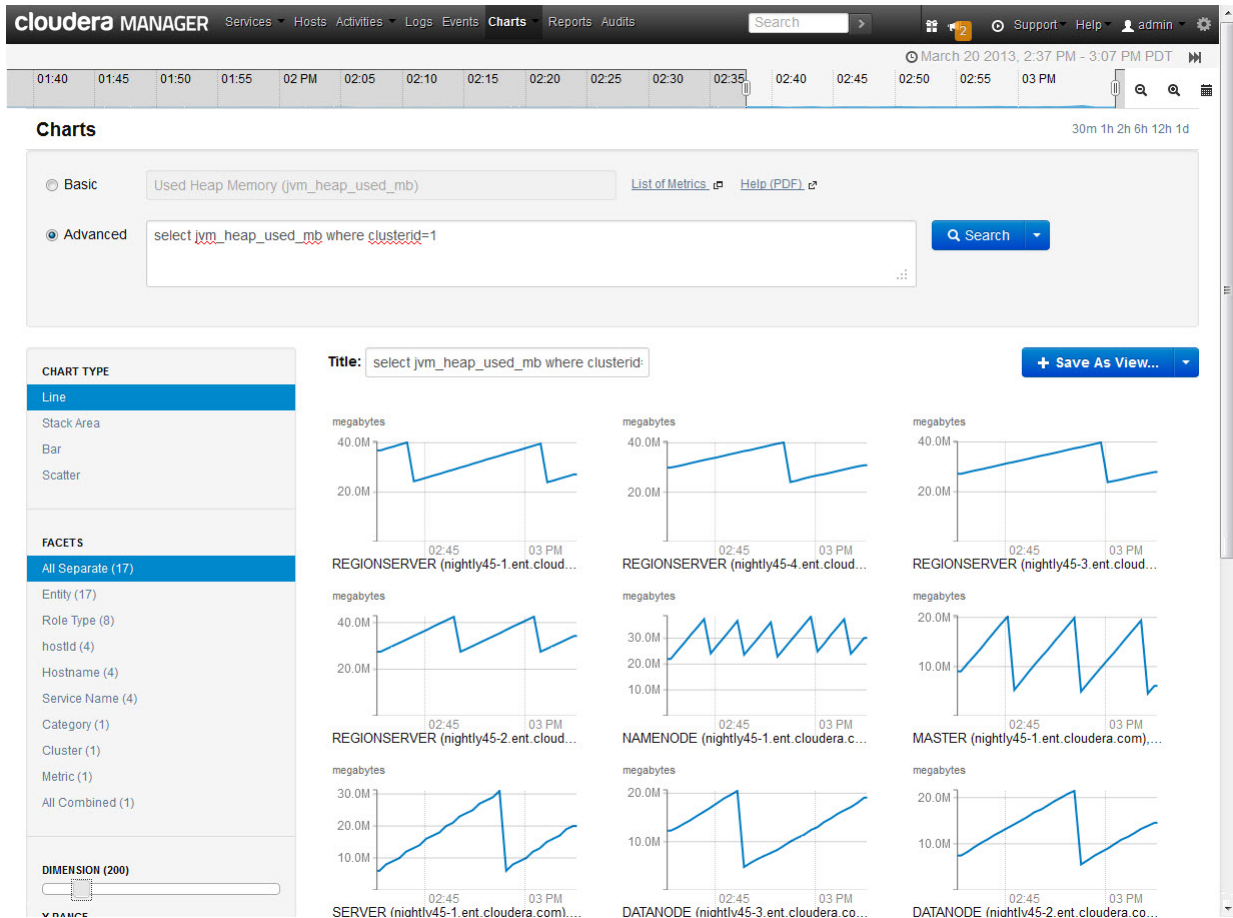 cloudera MANAGER Services Hosts Activities Logs Events Charts Reports Audits Search > 2 Support Help admin
March 20 2013, 2:37 PM - 3:07 PM PDT
01:40 01:45 01:50 01:55 02 PM 02:05 02:10 02:15 02:20 02:25 02:30 02:35 02:40 02:45 02:50 02:55 03 PM
Charts
30m 1h 2h 6h 12h 1d
Basic Used Heap Memory (jvm_heap_used_mb) List of Metrics Help (PDF)
Advanced select jvm_heap_used_mb where clusterid=1 Search
CHART TYPE
Line
Stack Area
Bar
Scatter
FACETS
All Separate (17)
Entity (17)
Role Type (8)
hostId (4)
Hostname (4)
Service Name (4)
Category (1)
Cluster (1)
Metric (1)
All Combined (1)
DIMENSION (200)
Y RANGE
Title: select jvm_heap_used_mb where clusterid: + Save As View...
megabytes megabytes megabytes
40.0M 40.0M 40.0M
20.0M 20.0M 20.0M
02:45 03 PM 02:45 03 PM 02:45 03 PM
REGIONSERVER (nightly45-1.ent.cloud... REGIONSERVER (nightly45-4.ent.cloud... REGIONSERVER (nightly45-3.ent.cloud...
megabytes megabytes megabytes
40.0M 30.0M 20.0M
20.0M 20.0M 10.0M
10.0M
02:45 03 PM 02:45 03 PM 02:45 03 PM
REGIONSERVER (nightly45-2.ent.cloud... NAMENODE (nightly45-1.ent.cloudera.c... MASTER (nightly45-1.ent.cloudera.com),...
megabytes megabytes megabytes
30.0M 20.0M 20.0M
20.0M 10.0M 10.0M
10.0M
02:45 03 PM 02:45 03 PM 02:45 03 PM
SERVER (nightly45-1.ent.cloudera.com),... DATANODE (nightly45-3.ent.cloudera.co... DATANODE (nightly45-2.ent.cloudera.co...